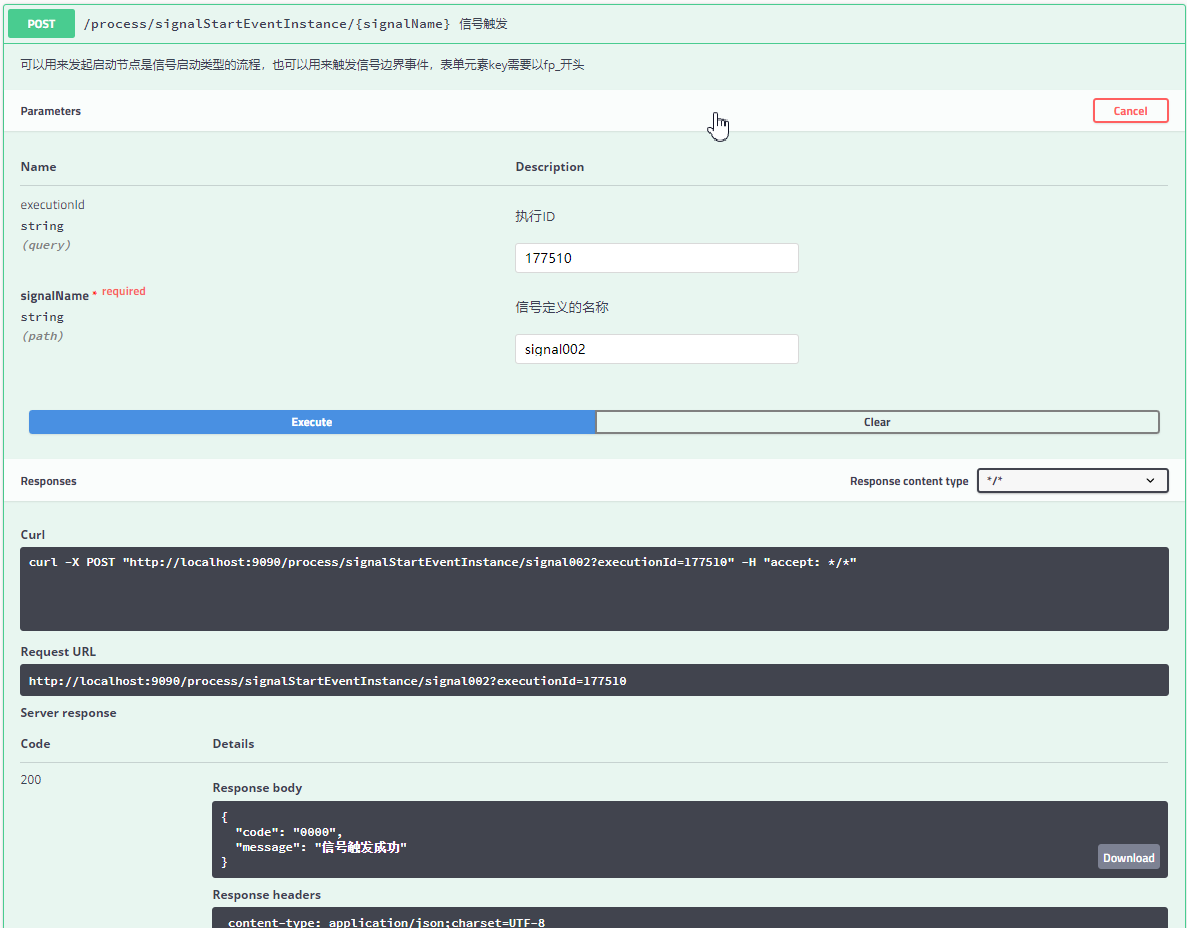 POST /process/signalStartEventInstance/{signalName} 信号触发
可以用来发起启动节点是信号启动类型的流程，也可以用来触发信号边界事件，表单元素key需要以fp_开头
Parameters Cancel
Name Description
executionId
string
(query)
执行ID
177510
signalName * required
string
(path)
信号定义的名称
signal002
Execute Clear
Responses Response content type */*
Curl
curl -X POST "http://localhost:9090/process/signalStartEventInstance/signal002?executionId=177510" -H "accept: */*"
Request URL
http://localhost:9090/process/signalStartEventInstance/signal002?executionId=177510
Server response
Code Details
200
Response body
{
"code": "0000",
"message": "信号触发成功"
}
Download
Response headers
content-type: application/json;charset=UTF-8